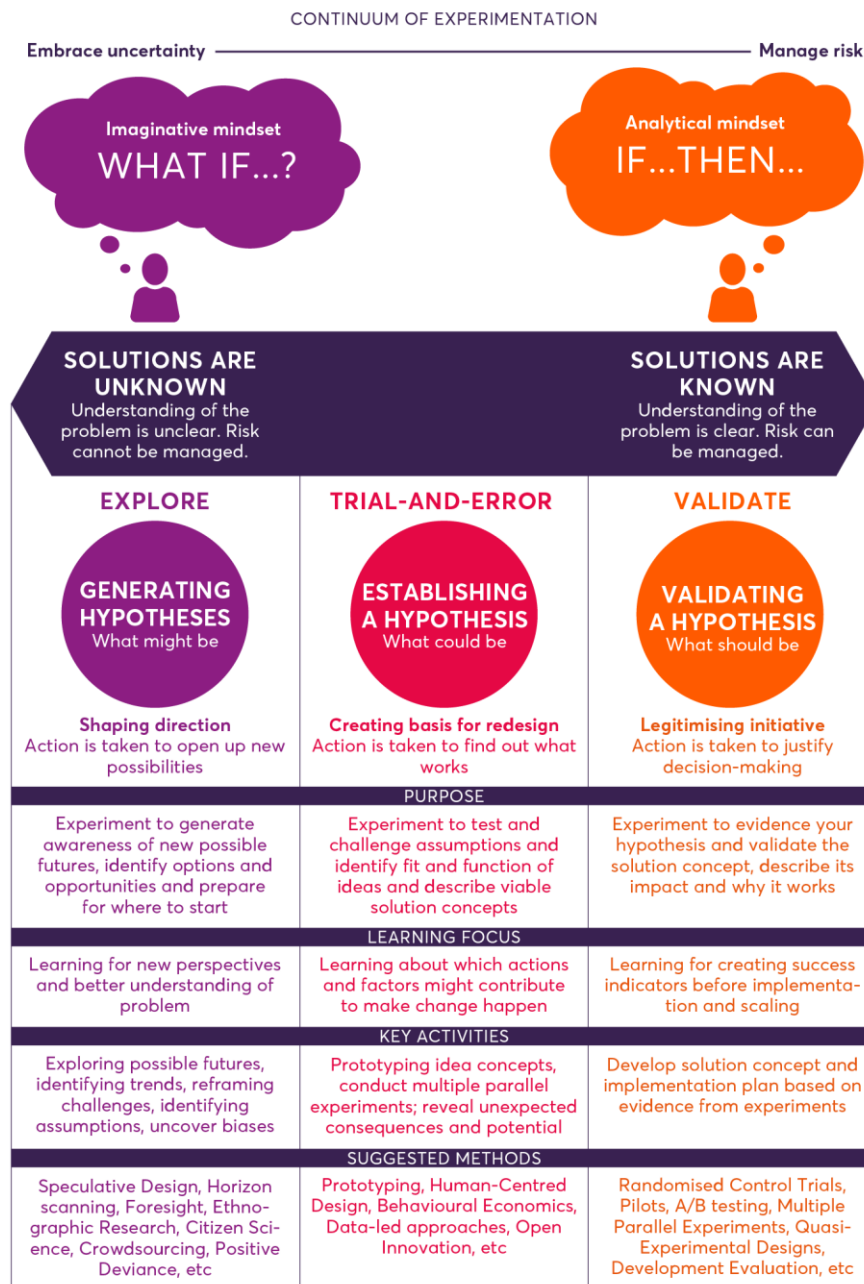 CONTINUUM OF EXPERIMENTATION
Embrace uncertainty
Manage risk
Imaginative mindset
WHAT IF...?
Analytical mindset
IF...THEN...
SOLUTIONS ARE
UNKNOWN
Understanding of the
problem is unclear. Risk
cannot be managed.
SOLUTIONS ARE
KNOWN
Understanding of the
problem is clear. Risk can
be managed.
EXPLORE
GENERATING
HYPOTHESES
What might be
Shaping direction
Action is taken to open up new
possibilities
TRIAL-AND-ERROR
ESTABLISHING
A HYPOTHESIS
What could be
Creating basis for redesign
Action is taken to find out what
works
VALIDATE
VALIDATING
A HYPOTHESIS
What should be
Legitimising initiative
Action is taken to justify
decision-making
PURPOSE
Experiment to generate
awareness of new possible
futures, identify options and
opportunities and prepare
for where to start
Experiment to test and
challenge assumptions and
identify fit and function of
ideas and describe viable
solution concepts
Experiment to evidence your
hypothesis and validate the
solution concept, describe its
impact and why it works
LEARNING FOCUS
Learning for new perspectives
and better understanding of
problem
Learning about which actions
and factors might contribute
to make change happen
Learning for creating success
indicators before implementa-
tion and scaling
KEY ACTIVITIES
Exploring possible futures,
identifying trends, reframing
challenges, identifying
assumptions, uncover biases
Prototyping idea concepts,
conduct multiple parallel
experiments; reveal unexpected
consequences and potential
Develop solution concept and
implementation plan based on
evidence from experiments
SUGGESTED METHODS
Speculative Design, Horizon
scanning, Foresight, Ethno-
graphic Research, Citizen Sci-
ence, Crowdsourcing, Positive
Deviance, etc
Prototyping, Human-Centred
Design, Behavioural Economics,
Data-led approaches, Open
Innovation, etc
Randomised Control Trials,
Pilots, A/B testing, Multiple
Parallel Experiments, Quasi-
Experimental Designs,
Development Evaluation, etc